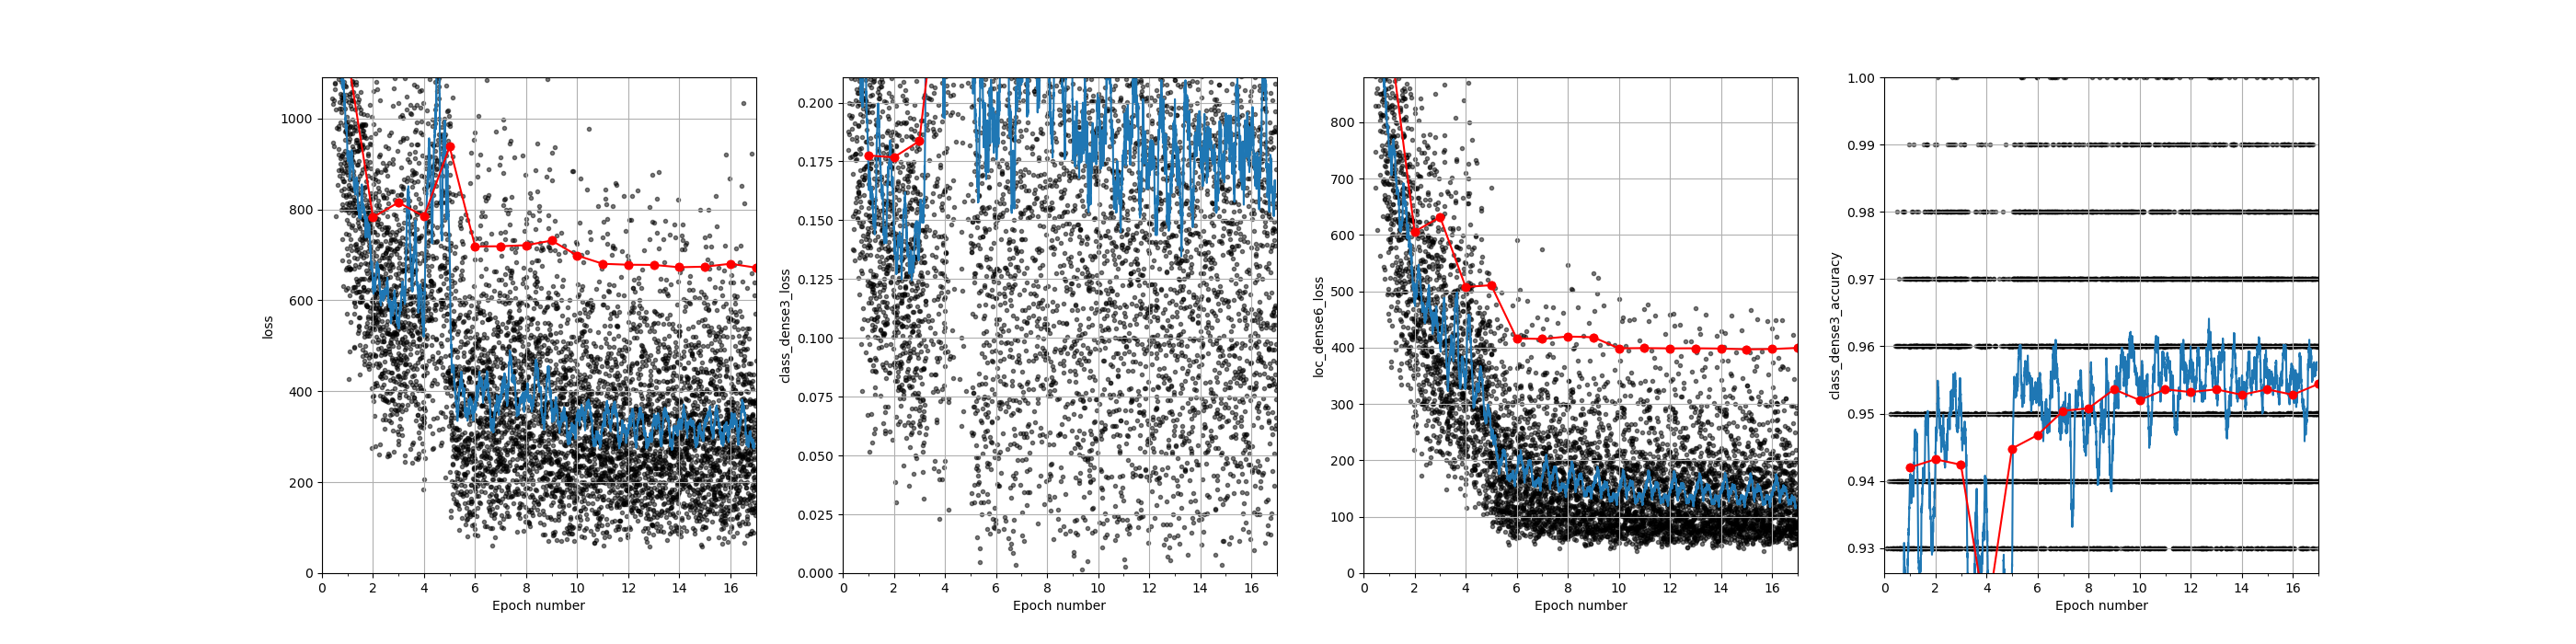 loss
1000
800
600
400
200
0
0 2 4 6 8 10 12 14 16
Epoch number
class_dense3_loss
0.200
0.175
0.150
0.125
0.100
0.075
0.050
0.025
0.000
0 2 4 6 8 10 12 14 16
Epoch number
loc_dense6_loss
800
700
600
500
400
300
200
100
0
0 2 4 6 8 10 12 14 16
Epoch number
class_dense3_accuracy
1.00
0.99
0.98
0.97
0.96
0.95
0.94
0.93
0 2 4 6 8 10 12 14 16
Epoch number